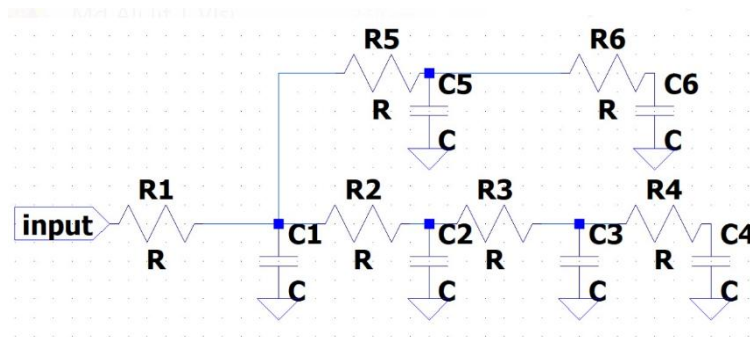 R5 R6
C5 C6
R R
C C
R1 R2 R3 R4
input C1 C2 C3 C4
R R R R
C C C C